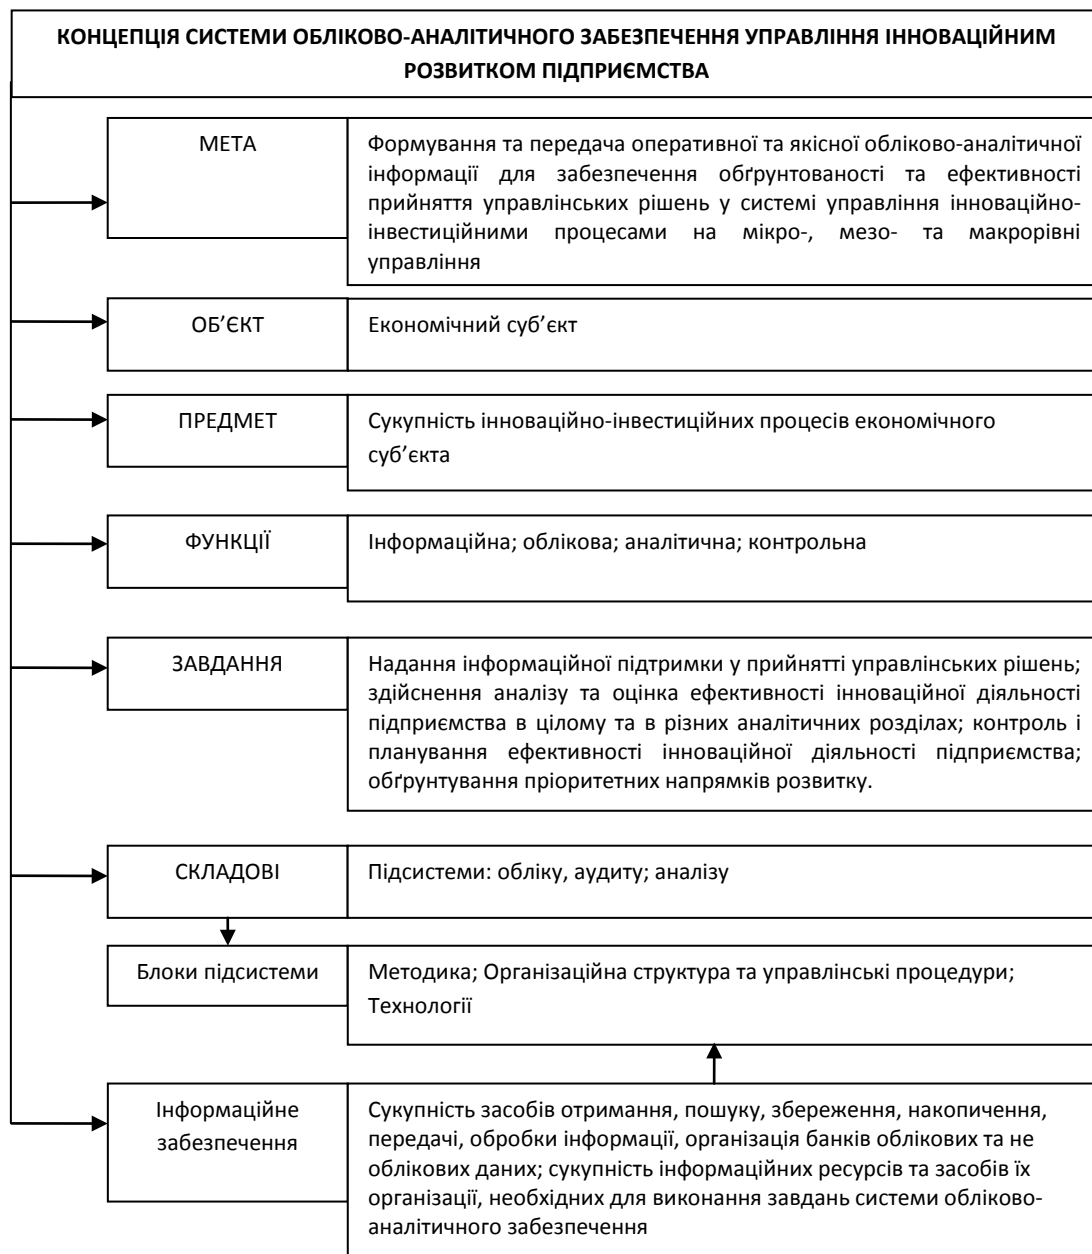 КОНЦЕПЦІЯ СИСТЕМИ ОБЛІКОВО-АНАЛІТИЧНОГО ЗАБЕЗПЕЧЕННЯ УПРАВЛІННЯ ІННОВАЦІЙНИМ
РОЗВИТКОМ ПІДПРИЄМСТВА
МЕТА
Формування та передача оперативної та якісної обліково-аналітичної
інформації для забезпечення обґрунтованості та ефективності
прийняття управлінських рішень у системі управління інноваційно-
інвестиційними процесами на мікро-, мезо- та макрорівні
управління
ОБ’ЄКТ
Економічний суб’єкт
ПРЕДМЕТ
Сукупність інноваційно-інвестиційних процесів економічного
суб’єкта
ФУНКЦІЇ
Інформаційна; облікова; аналітична; контрольна
ЗАВДАННЯ
Надання інформаційної підтримки у прийнятті управлінських рішень;
здійснення аналізу та оцінка ефективності інноваційної діяльності
підприємства в цілому та в різних аналітичних розділах; контроль і
планування ефективності інноваційної діяльності підприємства;
обґрунтування пріоритетних напрямків розвитку.
СКЛАДОВІ
Підсистеми: обліку, аудиту; аналізу
Блоки підсистеми
Методика; Організаційна структура та управлінські процедури;
Технології
Інформаційне
забезпечення
Сукупність засобів отримання, пошуку, збереження, накопичення,
передачі, обробки інформації, організація банків облікових та не
облікових даних; сукупність інформаційних ресурсів та засобів їх
організації, необхідних для виконання завдань системи обліково-
аналітичного забезпечення